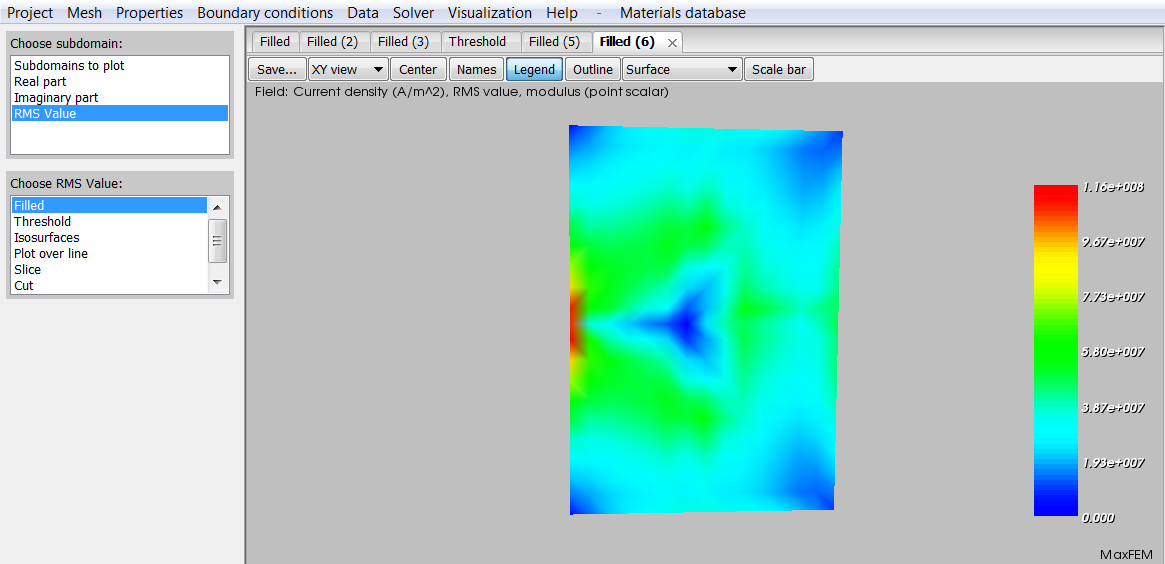 Project Mesh Properties Boundary conditions Data Solver Visualization Help - Materials database
Choose subdomain:
Subdomains to plot
Real part
Imaginary part
RMS Value
Choose RMS Value:
Filled
Threshold
Isosurfaces
Plot over line
Slice
Cut
Filled Filled (2) Filled (3) Threshold Filled (5) Filled (6)
Save... XY view Center Names Legend Outline Surface Scale bar
Field: Current density (A/m^2), RMS value, modulus (point scalar)
1.16e+008
9.67e+007
7.73e+007
5.80e+007
3.87e+007
1.93e+007
0.000
MaxFEM